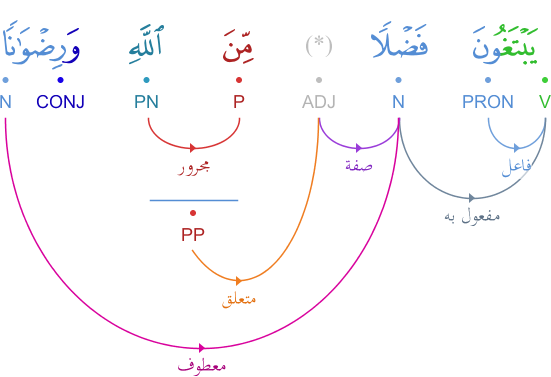 يَبْتَغُونَ فَضْلًا (*) مِّنَ ٱللَّهِ وَرِضْوَٰنًا
V PRON N ADJ P PN CONJ N
فاعل
صفة
مجرور
مفعول به
PP
متعلق
معطوف